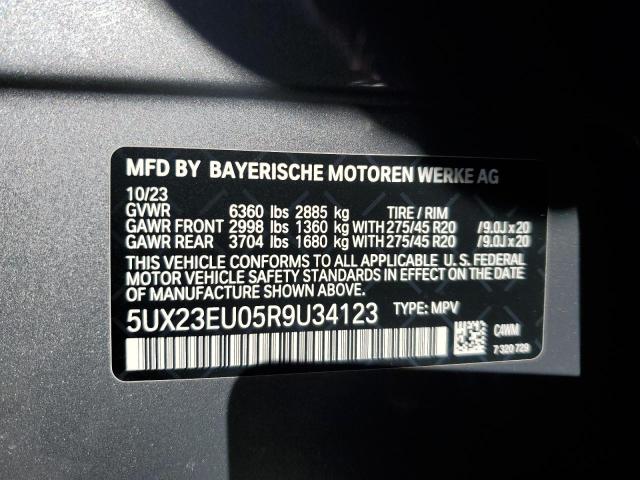 MFD BY BAYERISCHE MOTOREN WERKE AG
10/23
GVWR 6360 lbs 2885 kg TIRE / RIM
GAWR FRONT 2998 lbs 1360 kg WITH 275/45 R20 /9.0J x 20
GAWR REAR 3704 lbs 1680 kg WITH 275/45 R20 /9.0J x 20
THIS VEHICLE CONFORMS TO ALL APPLICABLE U.S. FEDERAL
MOTOR VEHICLE SAFETY STANDARDS IN EFFECT ON THE DATE
OF MANUFACTURE SHOWN ABOVE.
5UX23EU05R9U34123 TYPE: MPV
C4WM
7 320 729